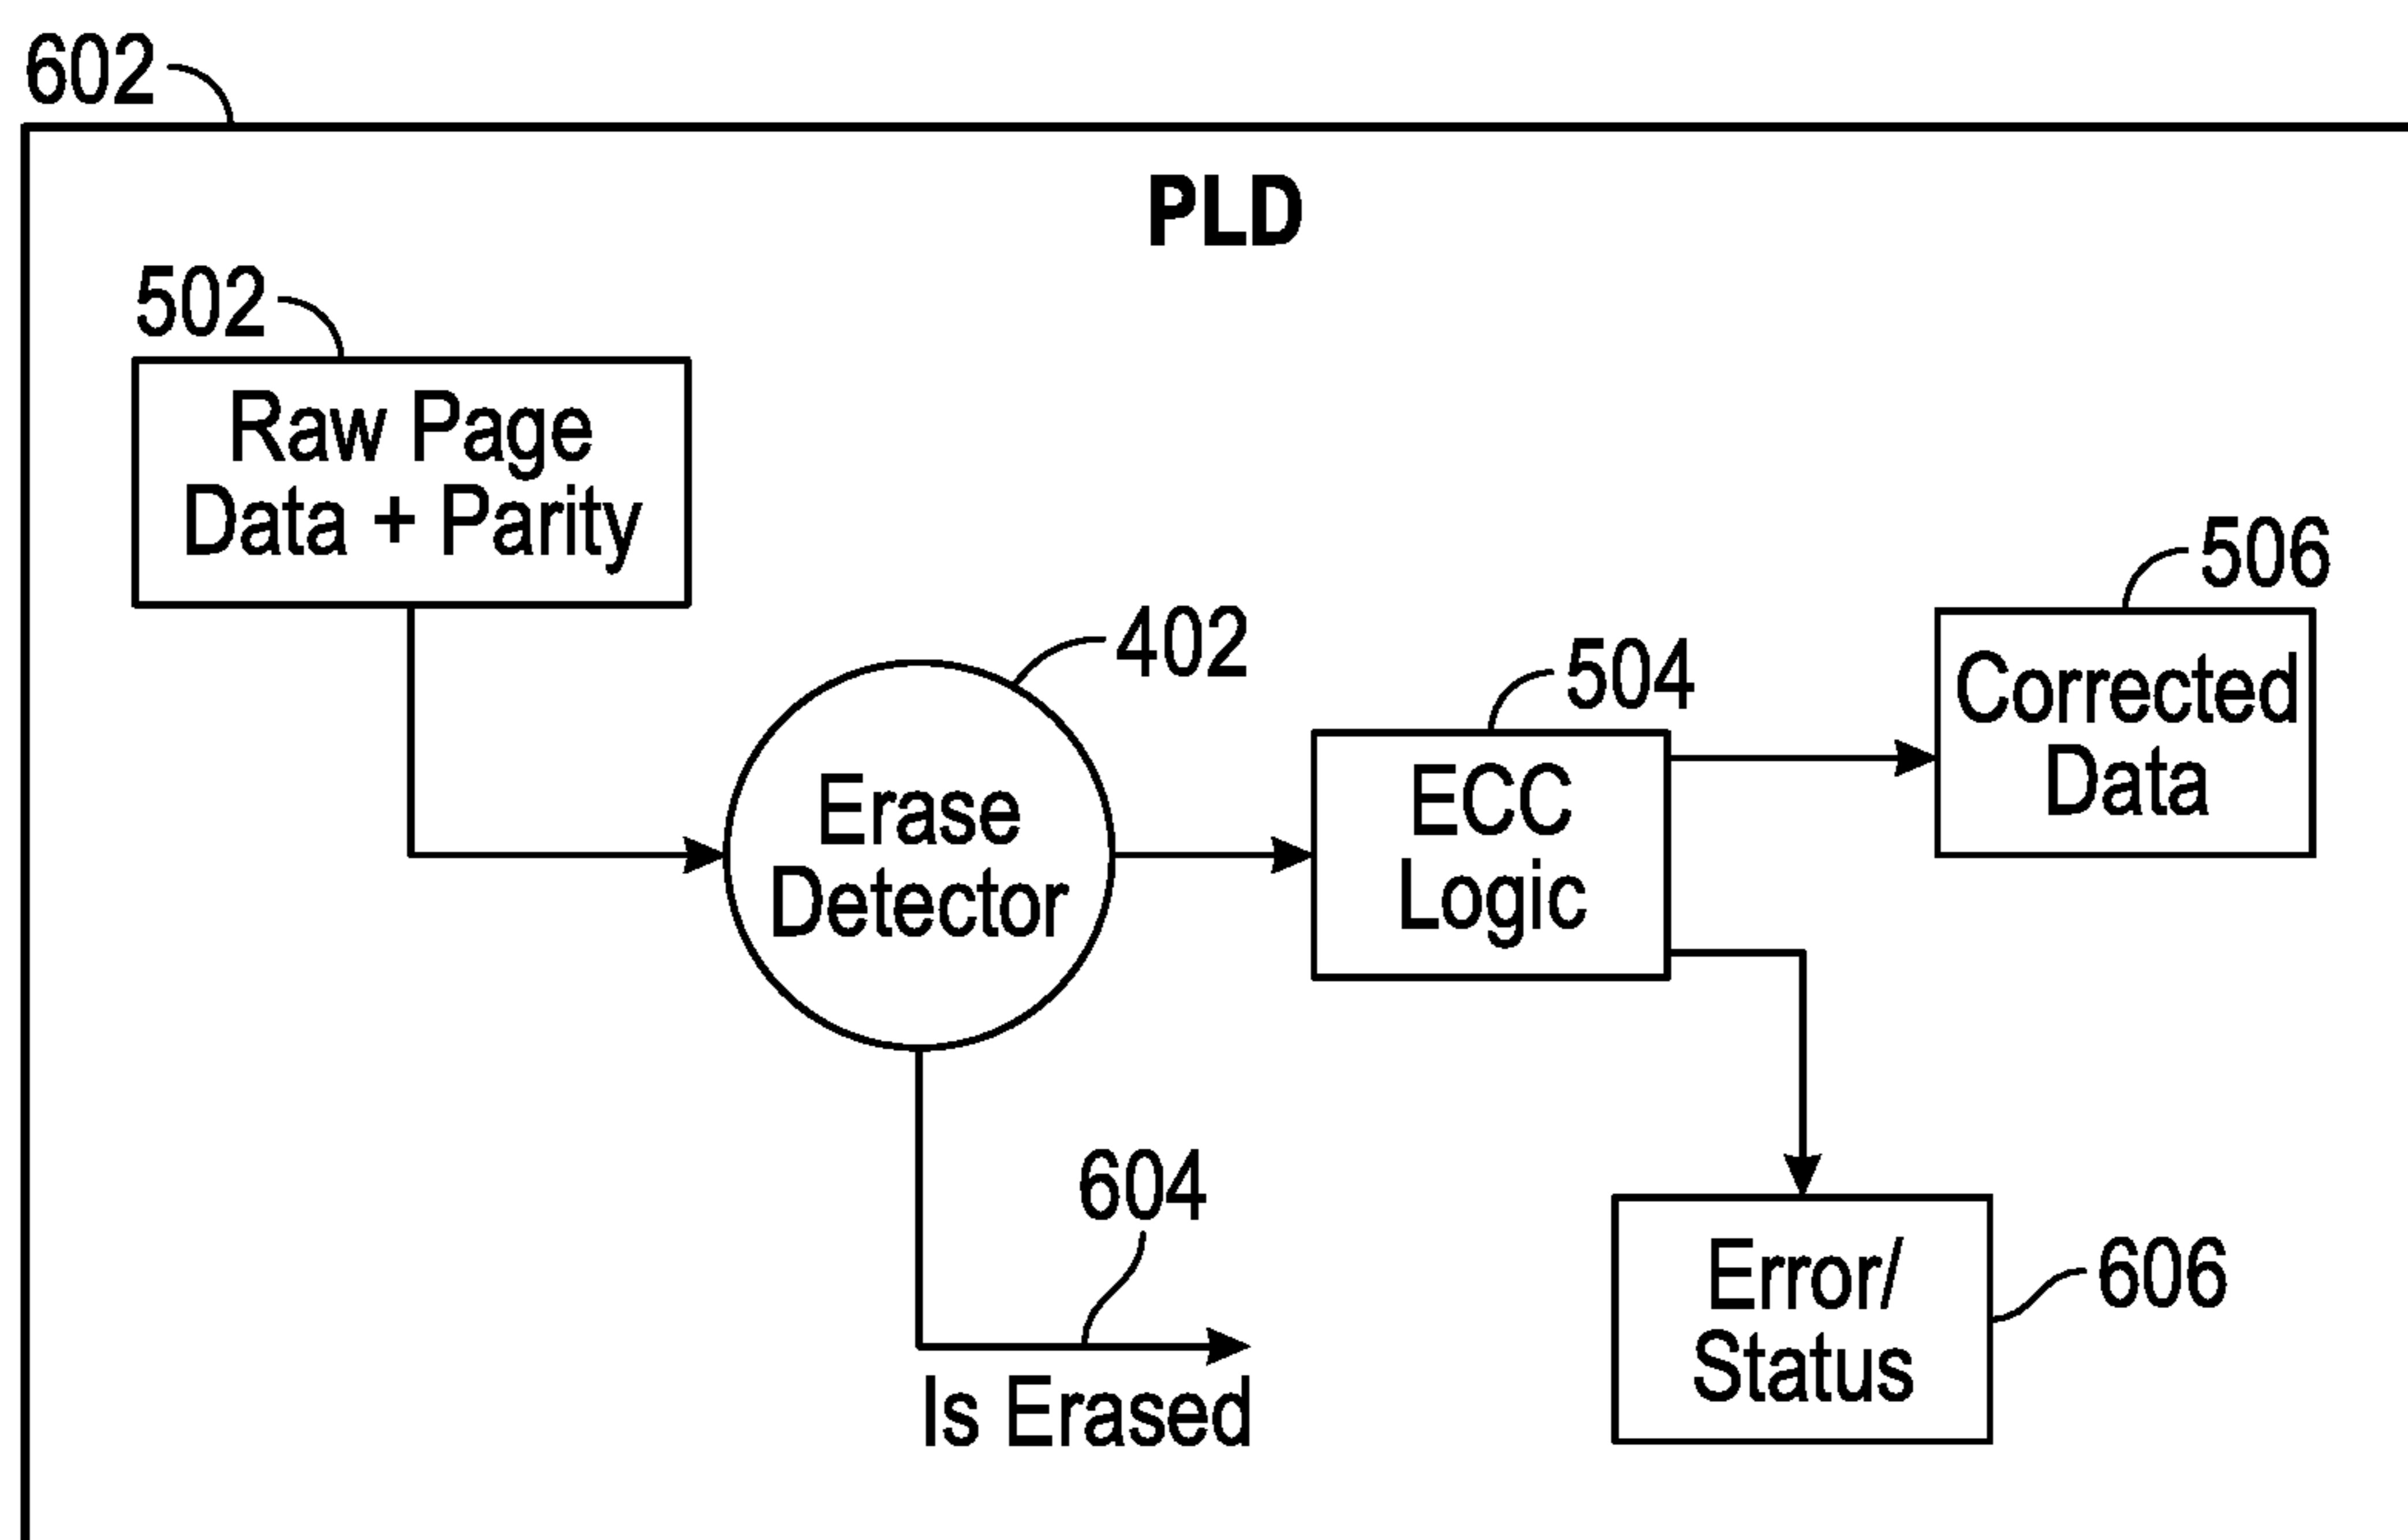 602
PLD
502
Raw Page
Data + Parity
402
Erase
Detector
504
ECC
Logic
506
Corrected
Data
604
Is Erased
Error/
Status
606